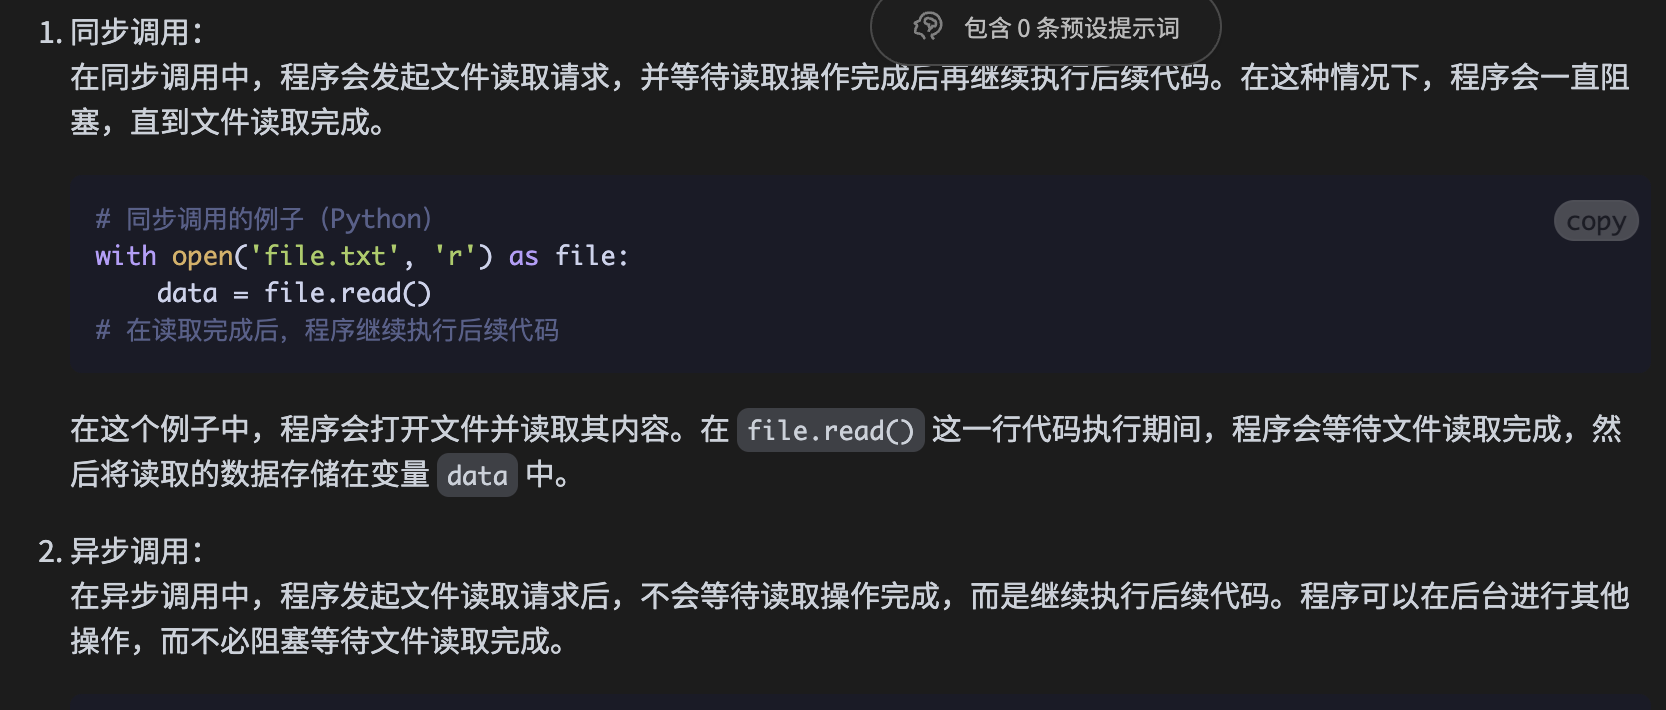 包含 0 条预设提示词
1. 同步调用：
在同步调用中，程序会发起文件读取请求，并等待读取操作完成后再继续执行后续代码。在这种情况下，程序会一直阻
塞，直到文件读取完成。
copy
# 同步调用的例子（Python）
with open('file.txt', 'r') as file:
    data = file.read()
# 在读取完成后，程序继续执行后续代码
在这个例子中，程序会打开文件并读取其内容。在 file.read() 这一行代码执行期间，程序会等待文件读取完成，然
后将读取的数据存储在变量 data 中。
2. 异步调用：
在异步调用中，程序发起文件读取请求后，不会等待读取操作完成，而是继续执行后续代码。程序可以在后台进行其他
操作，而不必阻塞等待文件读取完成。